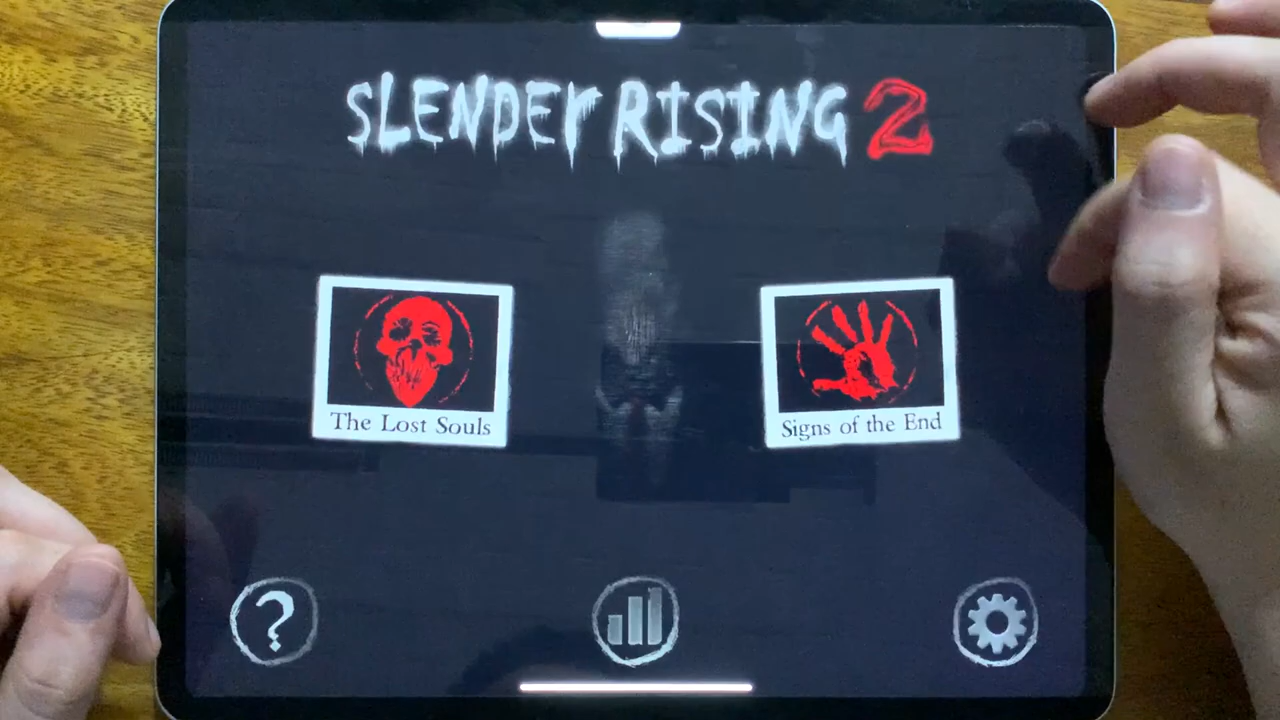 SLENDER RISING 2
The Lost Souls
Signs of the End
?